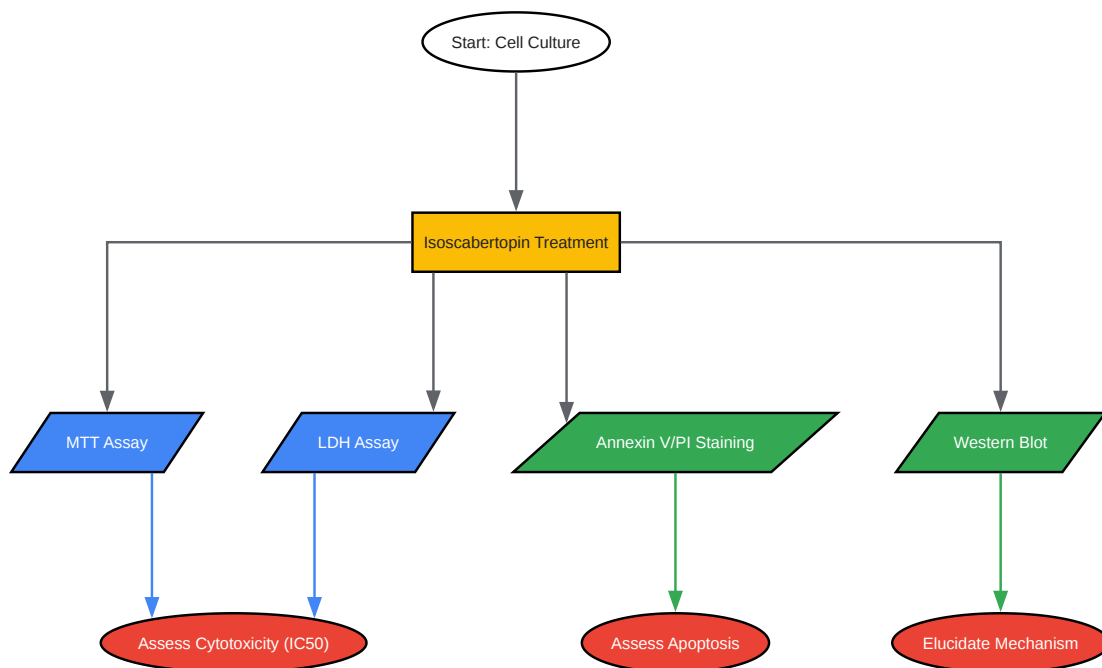 Start: Cell Culture
Isoscabertopin Treatment
MTT Assay
LDH Assay
Annexin V/PI Staining
Western Blot
Assess Cytotoxicity (IC50)
Assess Apoptosis
Elucidate Mechanism